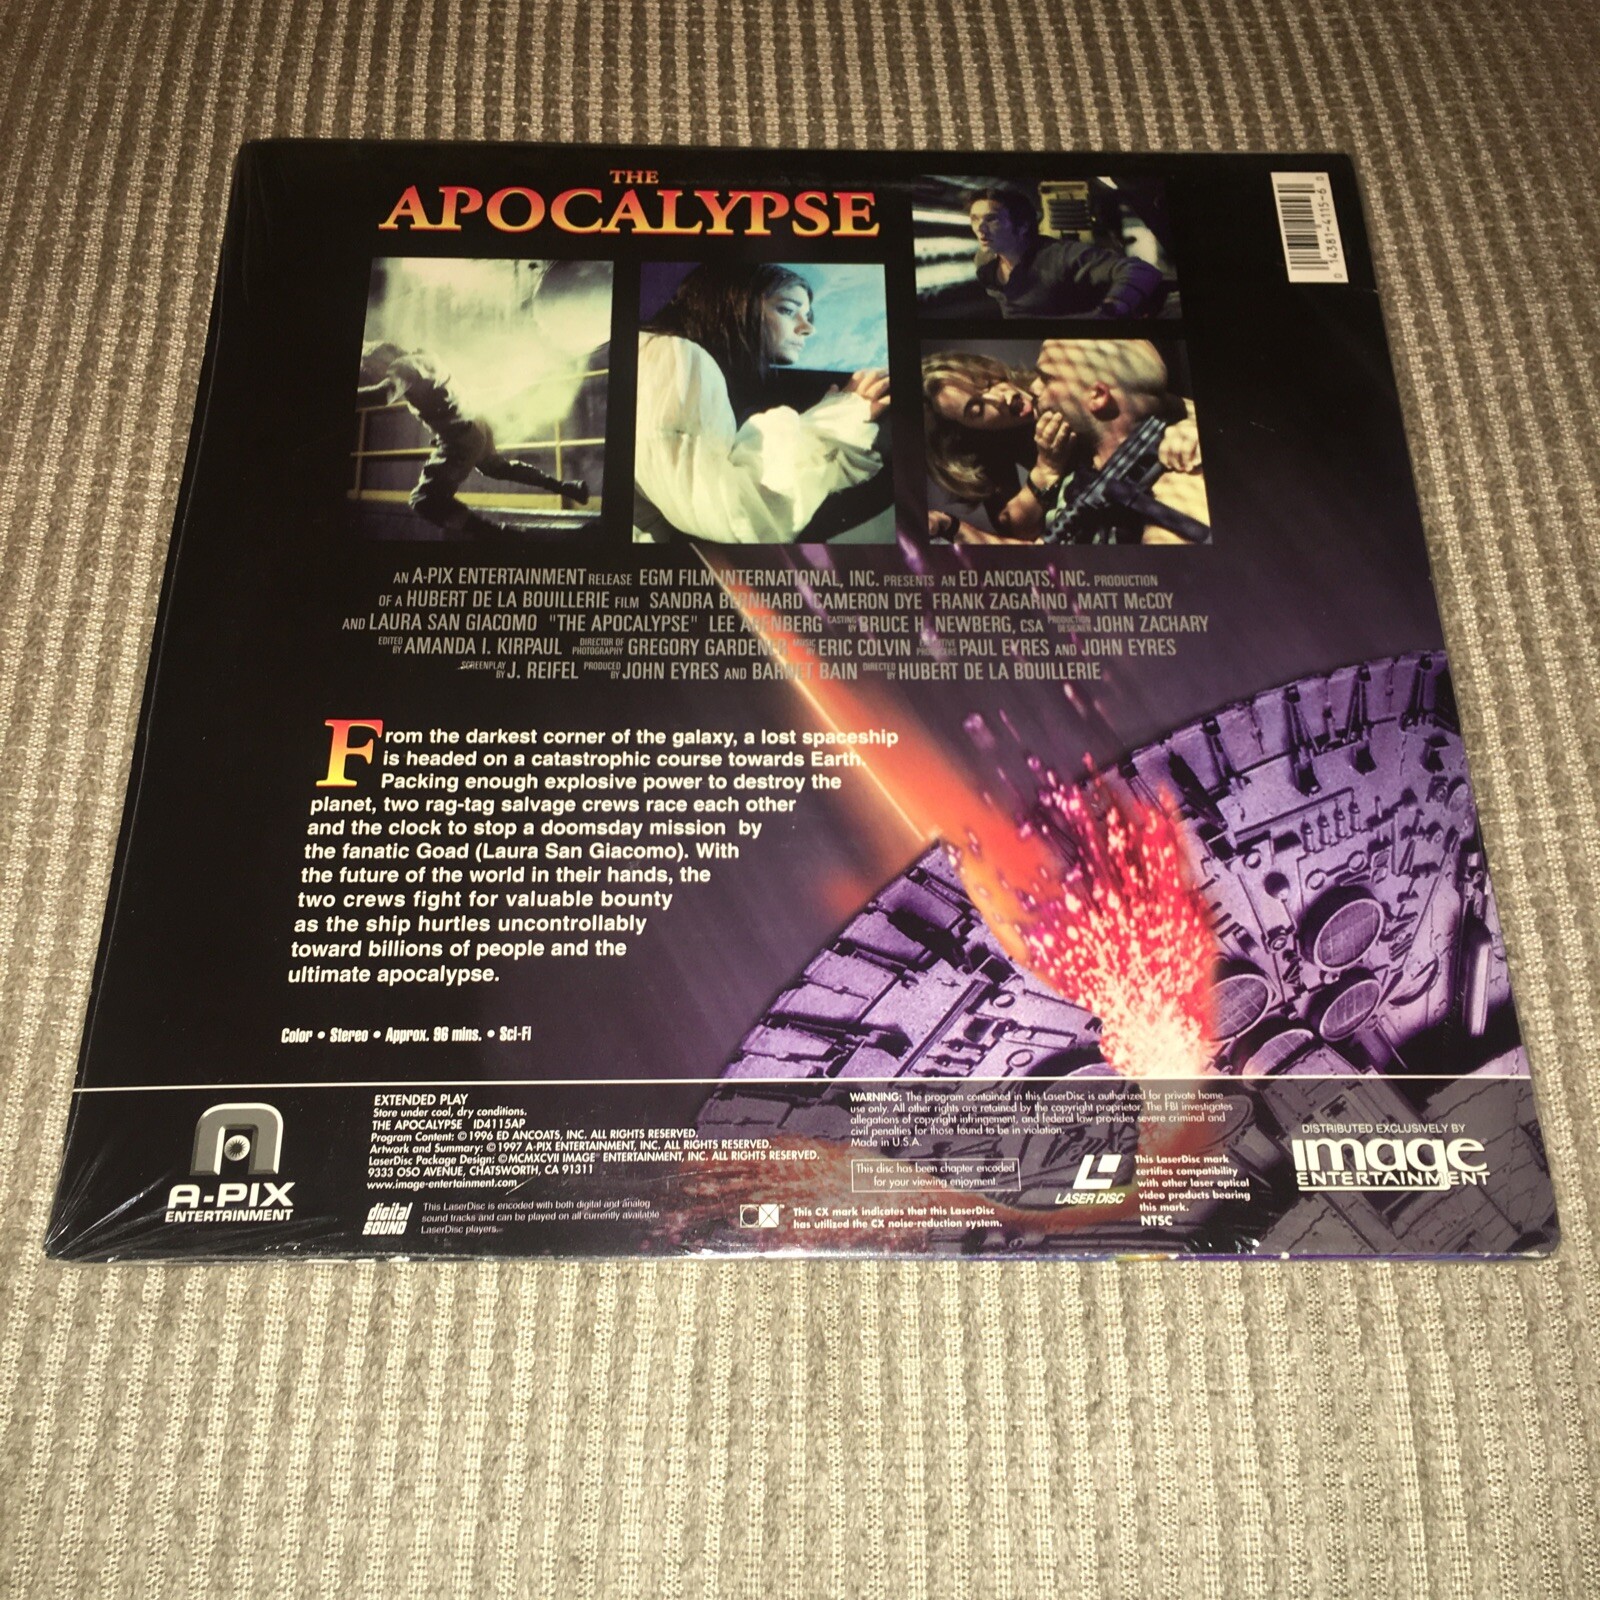 THE
APOCALYPSE
0 14381-4115-6 0
AN A-PIX ENTERTAINMENT RELEASE EGM FILM INTERNATIONAL, INC. PRESENTS AN ED ANCOATS, INC. PRODUCTION
OF A HUBERT DE LA BOUILLERIE FILM SANDRA BERNHARD CAMERON DYE FRANK ZAGARINO MATT McCOY
AND LAURA SAN GIACOMO "THE APOCALYPSE" LEE ARENBERG CASTING BY BRUCE H. NEWBERG, CSA PRODUCTION DESIGNER JOHN ZACHARY
EDITED BY AMANDA I. KIRPAUL DIRECTOR OF PHOTOGRAPHY GREGORY GARDENER MUSIC BY ERIC COLVIN EXECUTIVE PRODUCERS PAUL EYRES AND JOHN EYRES
SCREENPLAY BY J. REIFEL PRODUCED BY JOHN EYRES AND BARNET BAIN DIRECTED BY HUBERT DE LA BOUILLERIE
From the darkest corner of the galaxy, a lost spaceship
is headed on a catastrophic course towards Earth.
Packing enough explosive power to destroy the
planet, two rag-tag salvage crews race each other
and the clock to stop a doomsday mission by
the fanatic Goad (Laura San Giacomo). With
the future of the world in their hands, the
two crews fight for valuable bounty
as the ship hurtles uncontrollably
toward billions of people and the
ultimate apocalypse.
Color • Stereo • Approx. 96 mins. • Sci-Fi
A-PIX
ENTERTAINMENT
EXTENDED PLAY
Store under cool, dry conditions.
THE APOCALYPSE ID4115AP
Program Content: © 1996 ED ANCOATS, INC. ALL RIGHTS RESERVED.
Artwork and Summary: © 1997 A-PIX ENTERTAINMENT, INC. ALL RIGHTS RESERVED.
LaserDisc Package Design: © MCMXCVII IMAGE® ENTERTAINMENT, INC. ALL RIGHTS RESERVED.
9333 OSO AVENUE, CHATSWORTH, CA 91311
www.image-entertainment.com
digital
SOUND
This LaserDisc is encoded with both digital and analog
sound tracks and can be played on all currently available
LaserDisc players.
WARNING: The program contained in this LaserDisc is authorized for private home
use only. All other rights are retained by the copyright proprietor. The FBI investigates
allegations of copyright infringement, and federal law provides severe criminal and
civil penalties for those found to be in violation.
Made in U.S.A.
This disc has been chapter encoded
for your viewing enjoyment.
CX
This CX mark indicates that this LaserDisc
has utilized the CX noise-reduction system.
LASER DISC
This LaserDisc mark
certifies compatibility
with other laser optical
video products bearing
this mark.
NTSC
DISTRIBUTED EXCLUSIVELY BY
image
ENTERTAINMENT